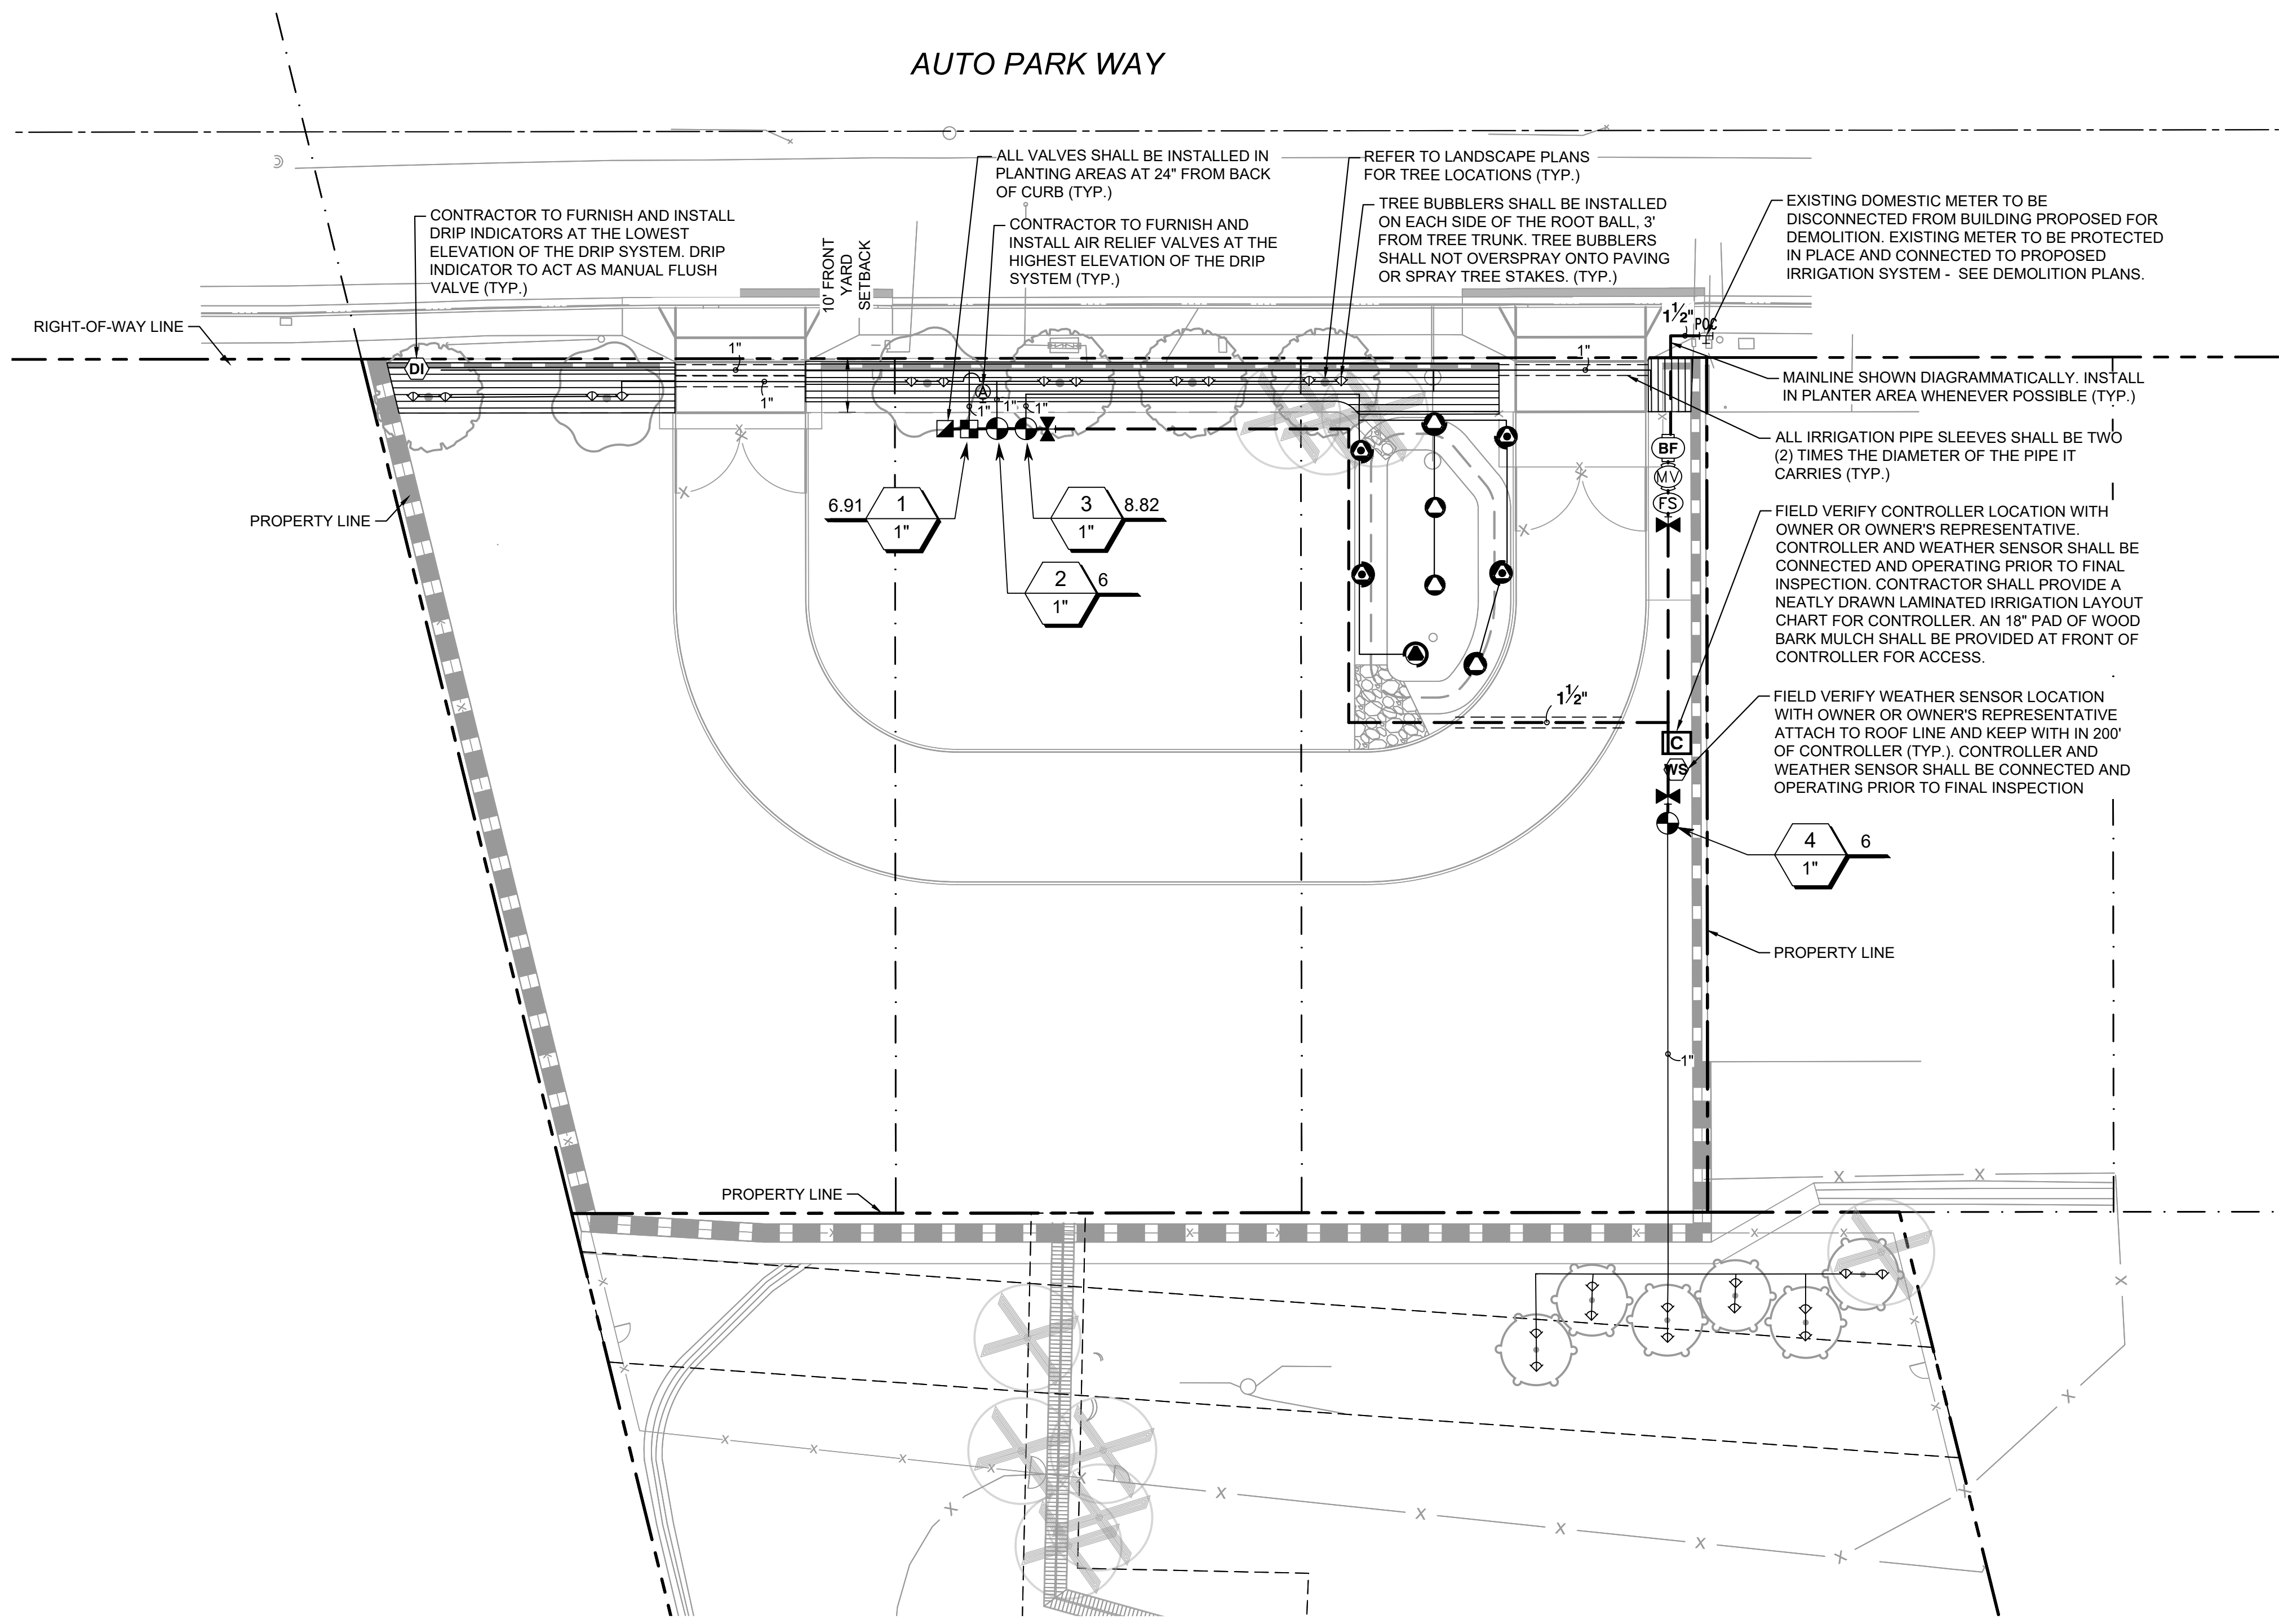 AUTO PARK WAY
ALL VALVES SHALL BE INSTALLED IN
PLANTING AREAS AT 24" FROM BACK
OF CURB (TYP.)
REFER TO LANDSCAPE PLANS
FOR TREE LOCATIONS (TYP.)
CONTRACTOR TO FURNISH AND INSTALL
DRIP INDICATORS AT THE LOWEST
ELEVATION OF THE DRIP SYSTEM. DRIP
INDICATOR TO ACT AS MANUAL FLUSH
VALVE (TYP.)
CONTRACTOR TO FURNISH AND
INSTALL AIR RELIEF VALVES AT THE
HIGHEST ELEVATION OF THE DRIP
SYSTEM (TYP.)
TREE BUBBLERS SHALL BE INSTALLED
ON EACH SIDE OF THE ROOT BALL, 3'
FROM TREE TRUNK. TREE BUBBLERS
SHALL NOT OVERSPRAY ONTO PAVING
OR SPRAY TREE STAKES. (TYP.)
EXISTING DOMESTIC METER TO BE
DISCONNECTED FROM BUILDING PROPOSED FOR
DEMOLITION. EXISTING METER TO BE PROTECTED
IN PLACE AND CONNECTED TO PROPOSED
IRRIGATION SYSTEM - SEE DEMOLITION PLANS.
10' FRONT
YARD
SETBACK
RIGHT-OF-WAY LINE
1½"
POC
DI
1"
1"
A
1"
1"
1"
1"
MAINLINE SHOWN DIAGRAMMATICALLY. INSTALL
IN PLANTER AREA WHENEVER POSSIBLE (TYP.)
ALL IRRIGATION PIPE SLEEVES SHALL BE TWO
(2) TIMES THE DIAMETER OF THE PIPE IT
CARRIES (TYP.)
BF
MV
FS
PROPERTY LINE
6.91
1
1"
3
1"
8.82
2
1"
6
FIELD VERIFY CONTROLLER LOCATION WITH
OWNER OR OWNER'S REPRESENTATIVE.
CONTROLLER AND WEATHER SENSOR SHALL BE
CONNECTED AND OPERATING PRIOR TO FINAL
INSPECTION. CONTRACTOR SHALL PROVIDE A
NEATLY DRAWN LAMINATED IRRIGATION LAYOUT
CHART FOR CONTROLLER. AN 18" PAD OF WOOD
BARK MULCH SHALL BE PROVIDED AT FRONT OF
CONTROLLER FOR ACCESS.
1½"
C
WS
FIELD VERIFY WEATHER SENSOR LOCATION
WITH OWNER OR OWNER'S REPRESENTATIVE
ATTACH TO ROOF LINE AND KEEP WITH IN 200'
OF CONTROLLER (TYP.). CONTROLLER AND
WEATHER SENSOR SHALL BE CONNECTED AND
OPERATING PRIOR TO FINAL INSPECTION
4
1"
6
PROPERTY LINE
1"
PROPERTY LINE